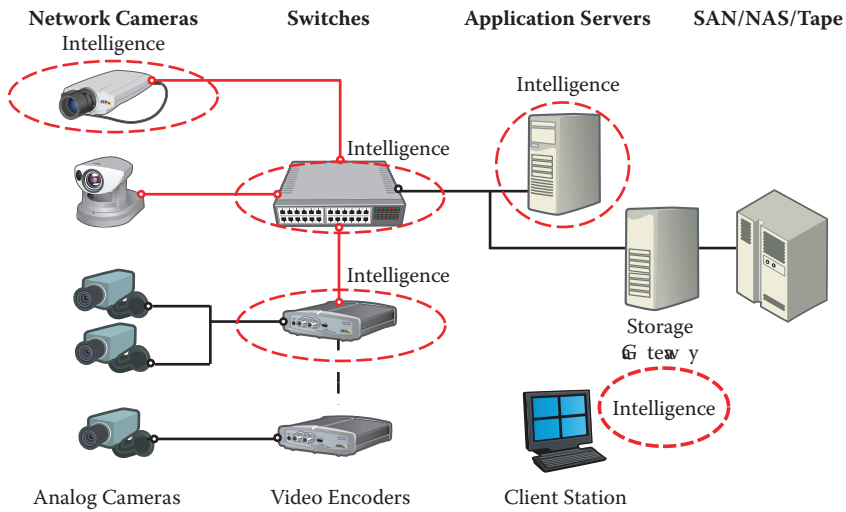 Network Cameras
Switches
Application Servers
SAN/NAS/Tape
Intelligence
Intelligence
Intelligence
Intelligence
Storage
Intelligence
Analog Cameras
Video Encoders
Client Station